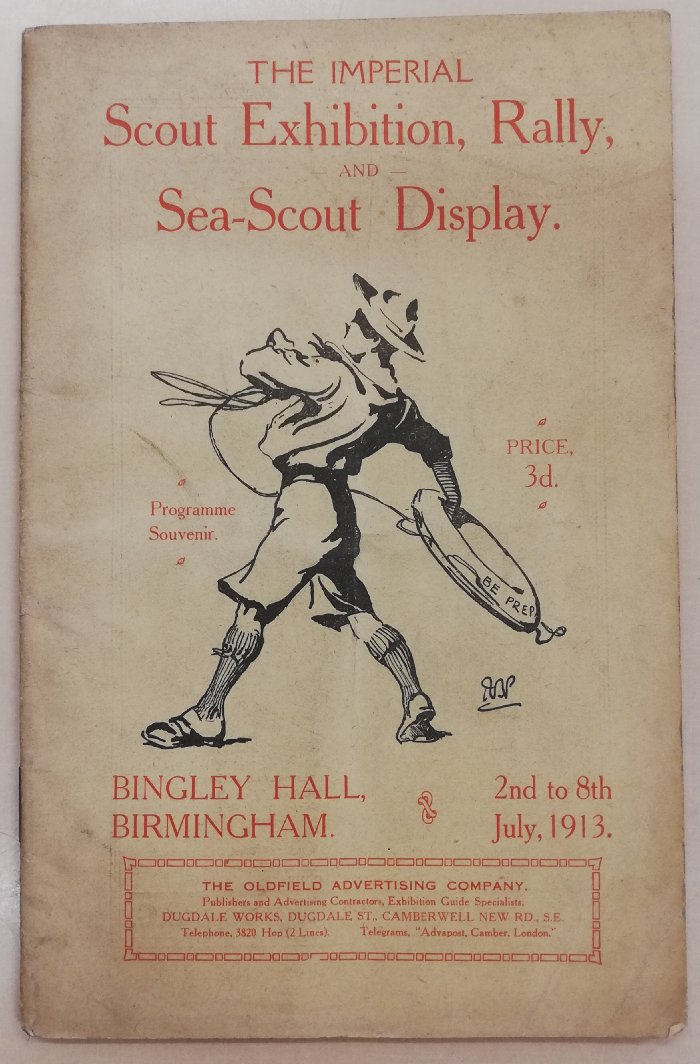 THE IMPERIAL
Scout Exhibition, Rally,
— AND —
Sea-Scout Display.
PRICE,
3d.
Programme
Souvenir.
BE PREP
BINGLEY HALL,
BIRMINGHAM.
2nd to 8th
July, 1913.
THE OLDFIELD ADVERTISING COMPANY.
Publishers and Advertising Contractors, Exhibition Guide Specialists.
DUGDALE WORKS, DUGDALE ST., CAMBERWELL NEW RD., S.E.
Telephone, 3820 Hop (2 Lines). Telegrams, "Advapost, Camber, London."